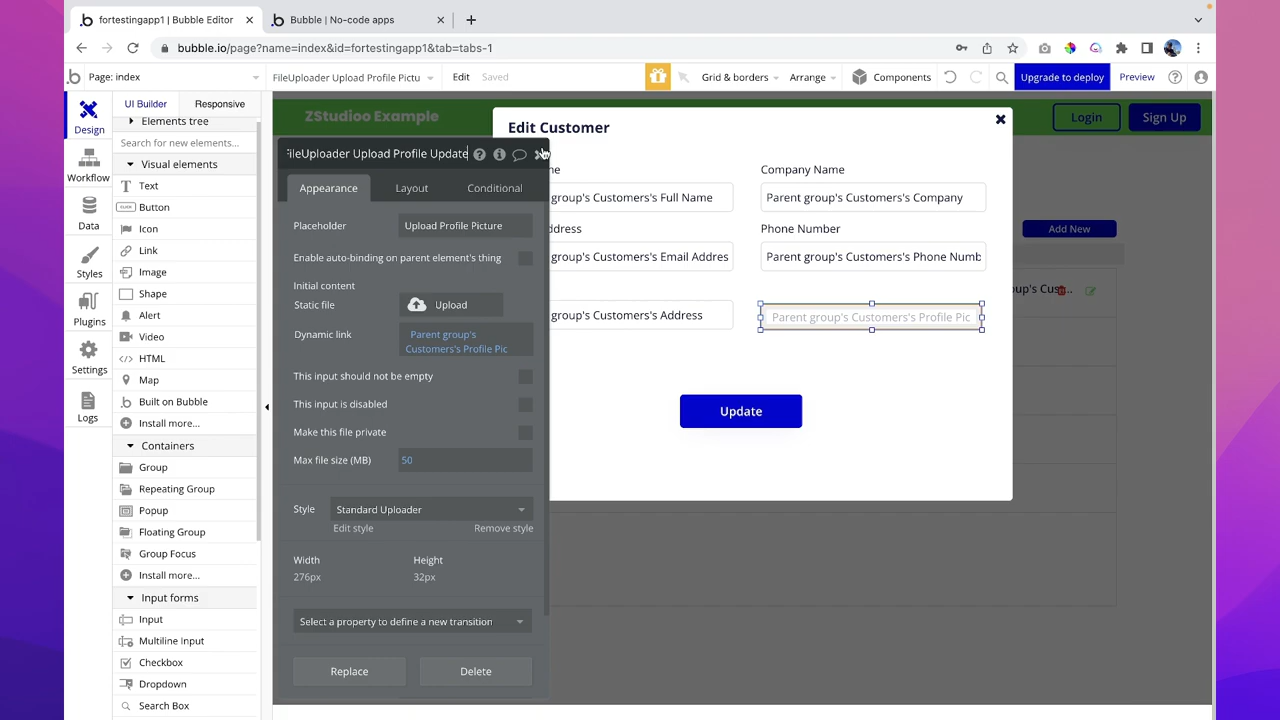 fortestingapp1 | Bubble Editor
Bubble | No-code apps
bubble.io/page?name=index&id=fortestingapp1&tab=tabs-1
Page: index
FileUploader Upload Profile Pictu
Edit
Saved
Grid & borders
Arrange
Components
Upgrade to deploy
Preview
Design
Workflow
Data
Styles
Plugins
Settings
Logs
UI Builder
Responsive
Elements tree
Search for new elements...
Visual elements
Text
Button
Icon
Link
Image
Shape
Alert
Video
HTML
Map
Built on Bubble
Install more...
Containers
Group
Repeating Group
Popup
Floating Group
Group Focus
Install more...
Input forms
Input
Multiline Input
Checkbox
Dropdown
Search Box
FileUploader Upload Profile Update
Appearance
Layout
Conditional
Placeholder
Upload Profile Picture
Enable auto-binding on parent element's thing
Initial content
Static file
Upload
Dynamic link
Parent group's
Customers's Profile Pic
This input should not be empty
This input is disabled
Make this file private
Max file size (MB)
50
Style
Standard Uploader
Edit style
Remove style
Width
Height
276px
32px
Select a property to define a new transition
Replace
Delete
ZStudioo Example
Login
Sign Up
Edit Customer
me
Company Name
group's Customers's Full Name
Parent group's Customers's Company
ddress
Phone Number
group's Customers's Email Addres
Parent group's Customers's Phone Numb
group's Customers's Address
Parent group's Customers's Profile Pic
Update
Add New
up's Cus...